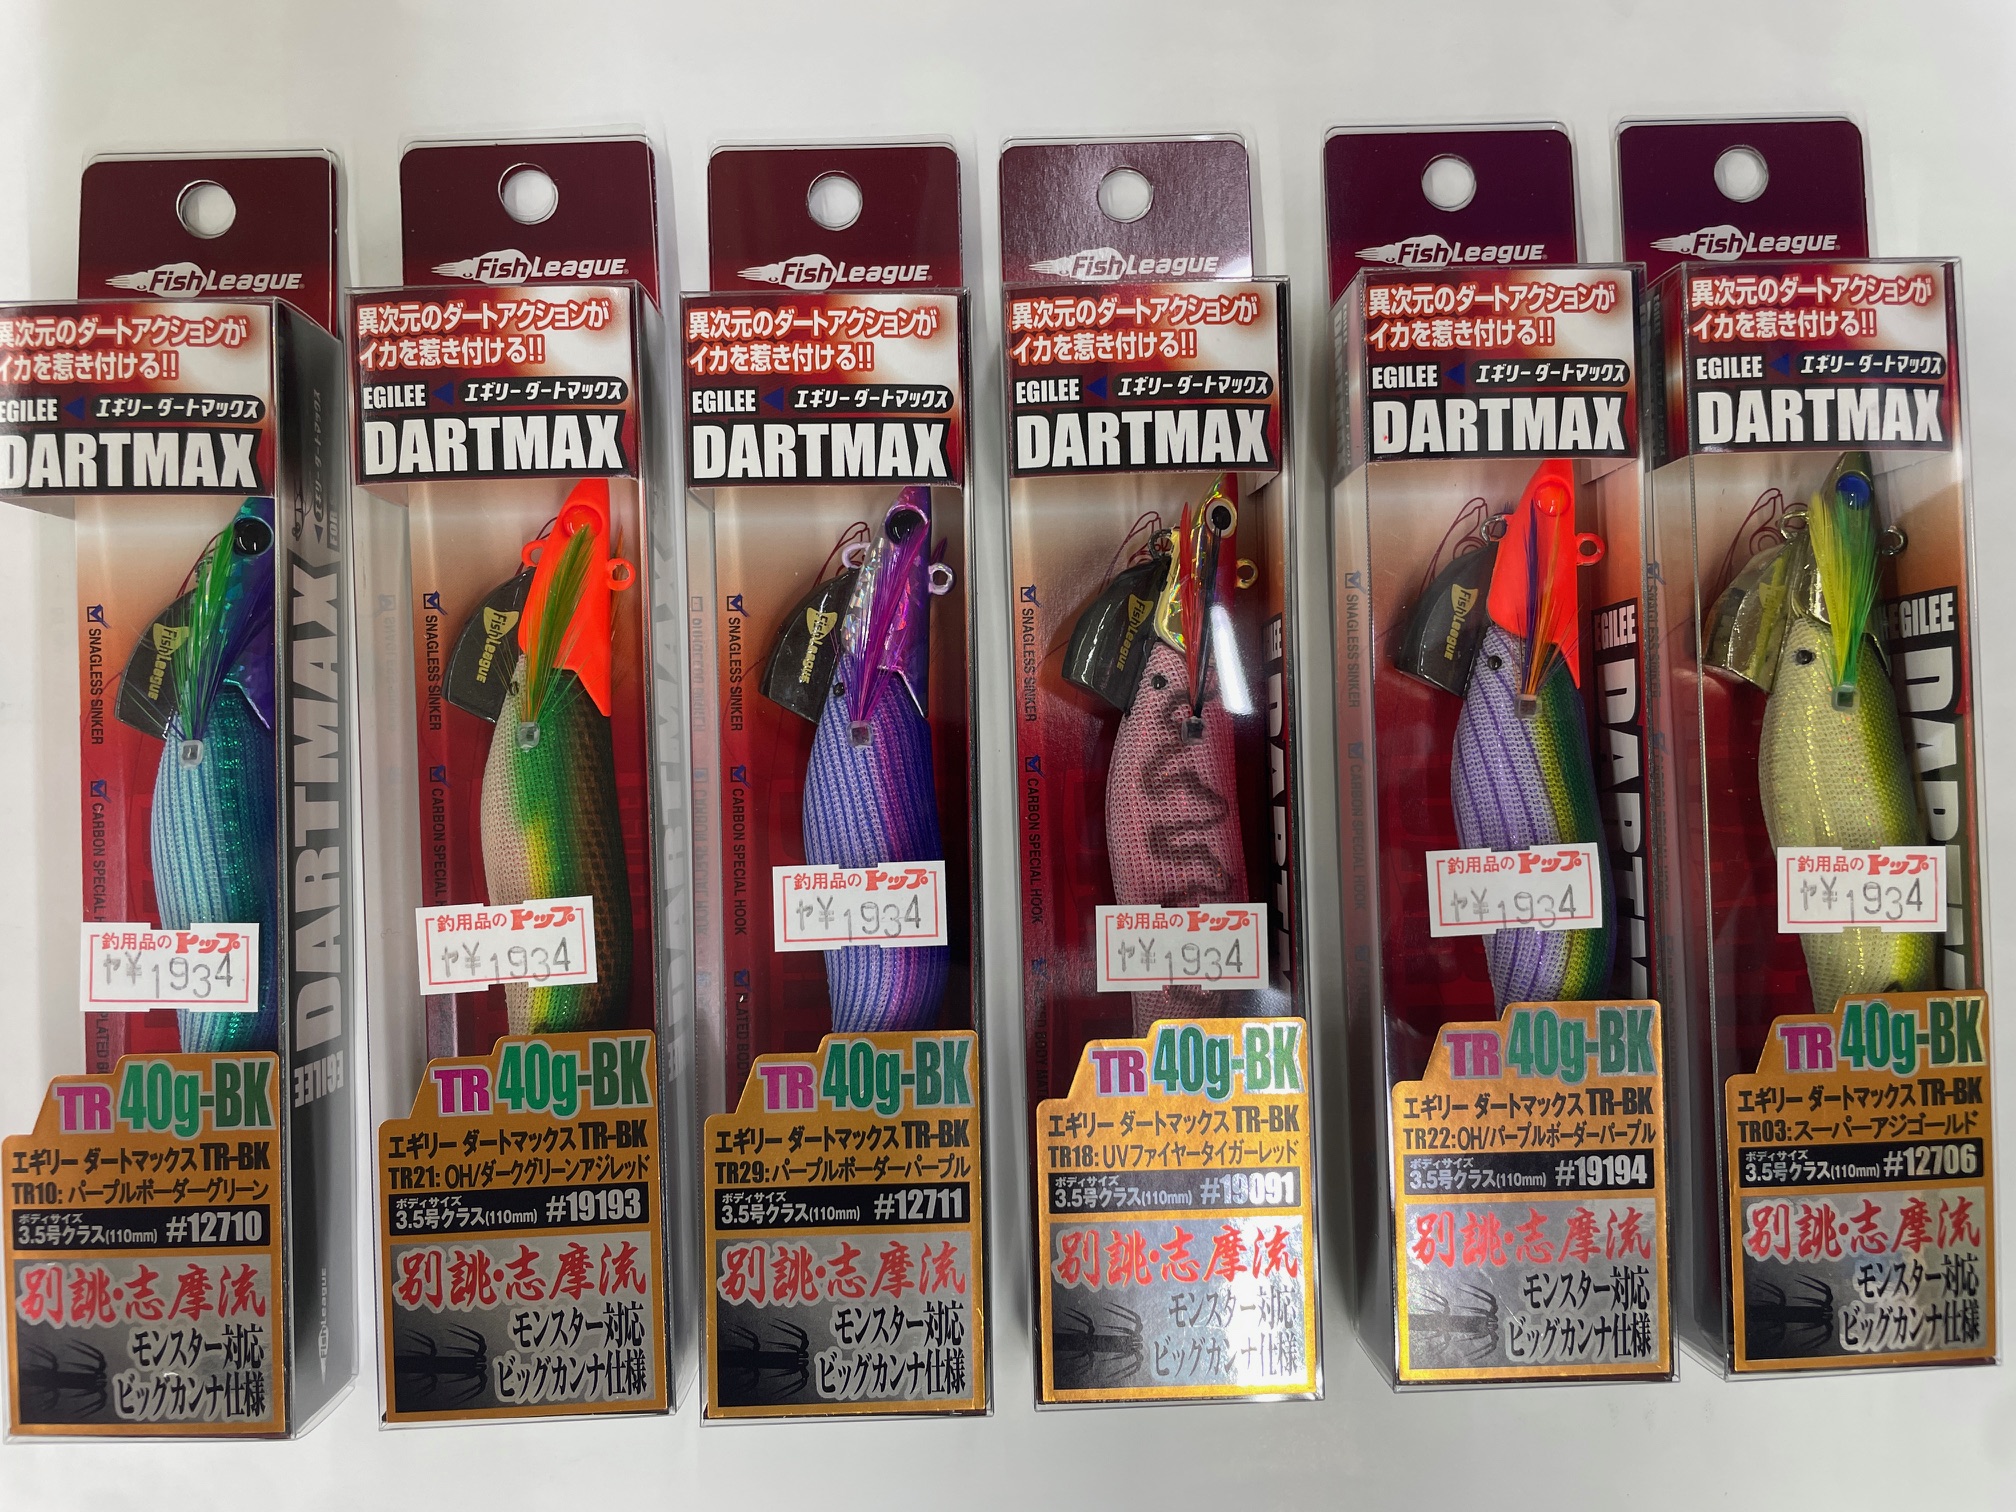 FishLeague
異次元のダートアクションが
イカを惹き付ける!!
EGILEE エギリー ダートマックス
DARTMAX
FishLeague
SNAGLESS SINKER
DARTMAX
EGILEE
FishLeague
釣用品のトップ
ヤ¥1934
TR 40g-BK
エギリー ダートマックス TR-BK
TR10: パープルボーダーグリーン
ボディサイズ
3.5号クラス(110mm) #12710
別誂・志摩流
モンスター対応
ビッグカンナ仕様
FishLeague
異次元のダートアクションが
イカを惹き付ける!!
EGILEE エギリー ダートマックス
DARTMAX
FishLeague
SNAGLESS SINKER
CARBON SPECIAL HOOK
釣用品のトップ
ヤ¥1934
TR 40g-BK
エギリー ダートマックス TR-BK
TR21: OH/ダークグリーンアジレッド
ボディサイズ
3.5号クラス(110mm) #19193
別誂・志摩流
モンスター対応
ビッグカンナ仕様
FishLeague
異次元のダートアクションが
イカを惹き付ける!!
EGILEE エギリー ダートマックス
DARTMAX
FishLeague
SNAGLESS SINKER
CARBON SPECIAL HOOK
釣用品のトップ
ヤ¥1934
TR 40g-BK
エギリー ダートマックス TR-BK
TR29: パープルボーダーパープル
ボディサイズ
3.5号クラス(110mm) #12711
別誂・志摩流
モンスター対応
ビッグカンナ仕様
FishLeague
異次元のダートアクションが
イカを惹き付ける!!
EGILEE エギリー ダートマックス
DARTMAX
FishLeague
SNAGLESS SINKER
CARBON SPECIAL HOOK
釣用品のトップ
ヤ¥1934
TR 40g-BK
エギリー ダートマックス TR-BK
TR18: UVファイヤータイガーレッド
ボディサイズ
3.5号クラス(110mm) #19091
別誂・志摩流
モンスター対応
ビッグカンナ仕様
FishLeague
異次元のダートアクションが
イカを惹き付ける!!
EGILEE エギリー ダートマックス
DARTMAX
FishLeague
SNAGLESS SINKER
CARBON SPECIAL HOOK
EGILEE
釣用品のトップ
ヤ¥1934
TR 40g-BK
エギリー ダートマックス TR-BK
TR22: OH/パープルボーダーパープル
ボディサイズ
3.5号クラス(110mm) #19194
別誂・志摩流
モンスター対応
ビッグカンナ仕様
FishLeague
異次元のダートアクションが
イカを惹き付ける!!
EGILEE エギリー ダートマックス
DARTMAX
EGILEE
釣用品のトップ
ヤ¥1934
TR 40g-BK
エギリー ダートマックス TR-BK
TR03: スーパーアジゴールド
ボディサイズ
3.5号クラス(110mm) #12706
別誂・志摩流
モンスター対応
ビッグカンナ仕様